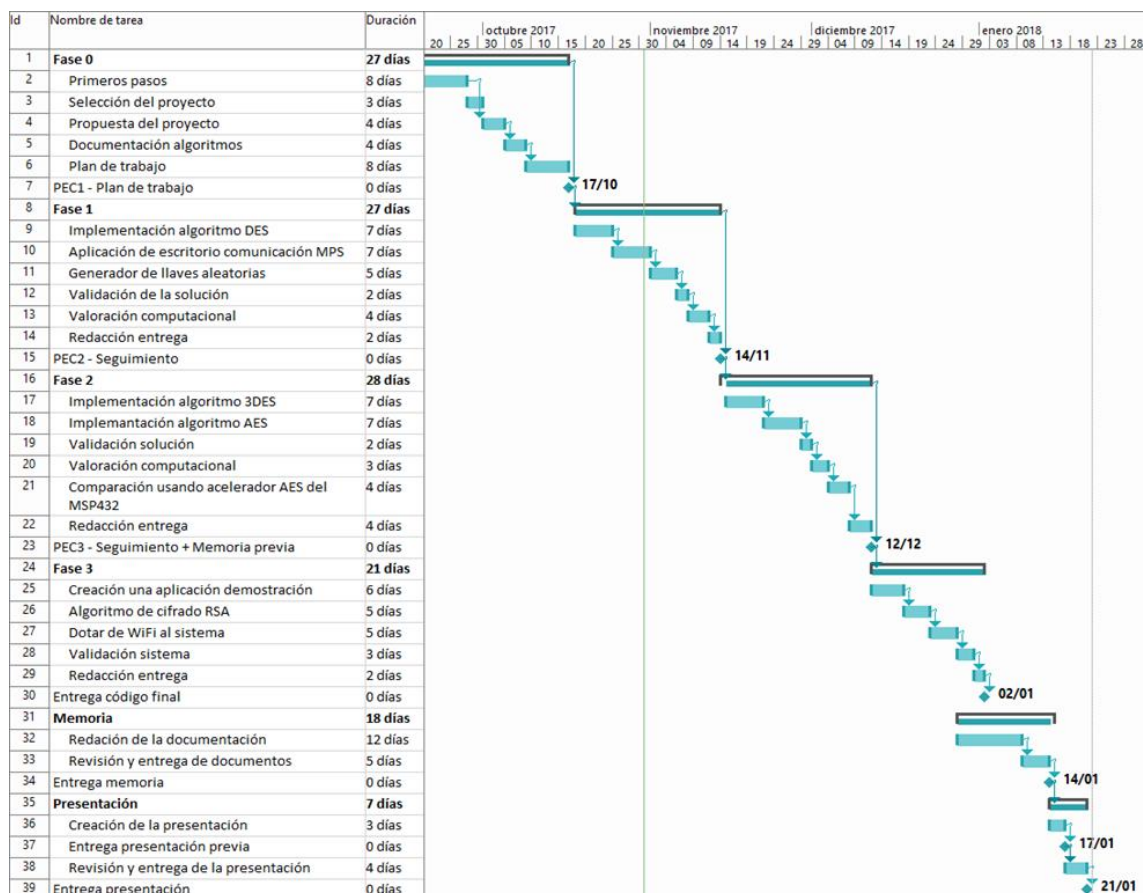 Id Nombre de tarea Duración
octubre 2017 noviembre 2017 diciembre 2017 enero 2018
20 25 30 05 10 15 20 25 30 04 09 14 19 24 29 04 09 14 19 24 29 03 08 13 18 23 28
1 Fase 0 27 días
2 Primeros pasos 8 días
3 Selección del proyecto 3 días
4 Propuesta del proyecto 4 días
5 Documentación algoritmos 4 días
6 Plan de trabajo 8 días
7 PEC1 - Plan de trabajo 0 días 17/10
8 Fase 1 27 días
9 Implementación algoritmo DES 7 días
10 Aplicación de escritorio comunicación MPS 7 días
11 Generador de llaves aleatorias 5 días
12 Validación de la solución 2 días
13 Valoración computacional 4 días
14 Redacción entrega 2 días
15 PEC2 - Seguimiento 0 días 14/11
16 Fase 2 28 días
17 Implementación algoritmo 3DES 7 días
18 Implemantación algoritmo AES 7 días
19 Validación solución 2 días
20 Valoración computacional 3 días
21 Comparación usando acelerador AES del 4 días
MSP432
22 Redacción entrega 4 días
23 PEC3 - Seguimiento + Memoria previa 0 días 12/12
24 Fase 3 21 días
25 Creación una aplicación demostración 6 días
26 Algoritmo de cifrado RSA 5 días
27 Dotar de WiFi al sistema 5 días
28 Validación sistema 3 días
29 Redacción entrega 2 días
30 Entrega código final 0 días 02/01
31 Memoria 18 días
32 Redación de la documentación 12 días
33 Revisión y entrega de documentos 5 días
34 Entrega memoria 0 días 14/01
35 Presentación 7 días
36 Creación de la presentación 3 días
37 Entrega presentación previa 0 días 17/01
38 Revisión y entrega de la presentación 4 días
39 Entrega presentación 0 días 21/01